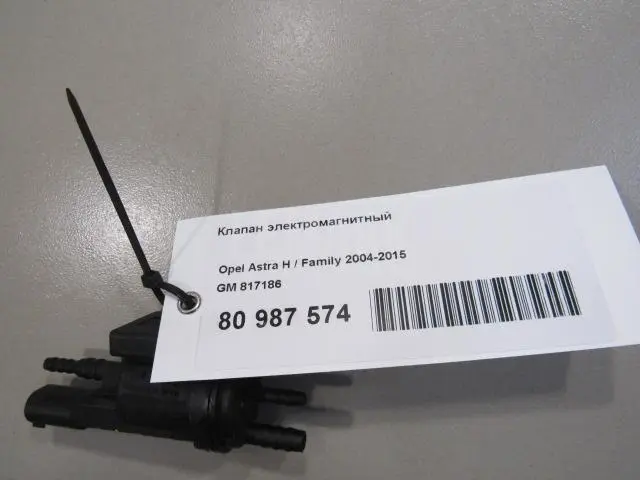 Клапан электромагнитный
Opel Astra H / Family 2004-2015
GM 817186
80 987 574